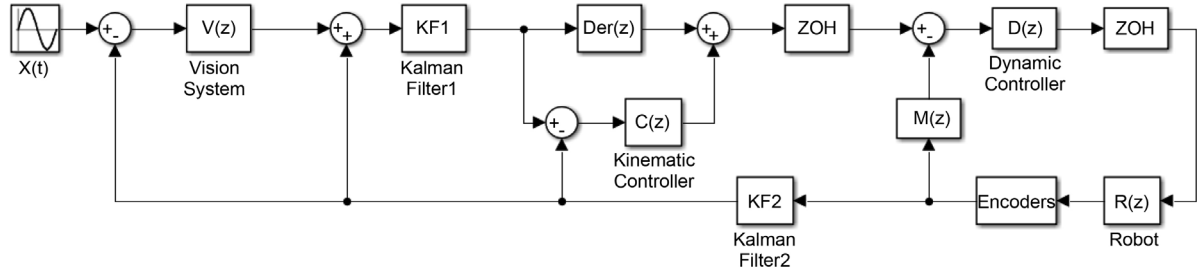 X(t)
+
-
V(z)
Vision
System
+
+
KF1
Kalman
Filter1
Der(z)
+
+
ZOH
+
-
D(z)
Dynamic
Controller
ZOH
+
-
C(z)
Kinematic
Controller
M(z)
KF2
Kalman
Filter2
Encoders
R(z)
Robot